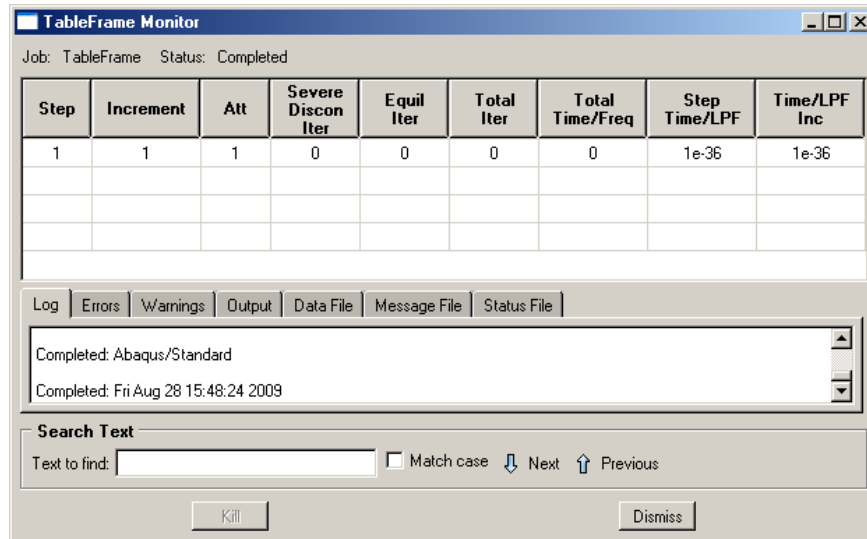 TableFrame Monitor
Job: TableFrame Status: Completed
Step Increment Att Severe Discon Iter Equil Iter Total Iter Total Time/Freq Step Time/LPF Time/LPF Inc
1 1 1 0 0 0 0 1e-36 1e-36
Log Errors Warnings Output Data File Message File Status File
Completed: Abaqus/Standard
Completed: Fri Aug 28 15:48:24 2009
Search Text
Text to find: Match case Next Previous
Kill Dismiss